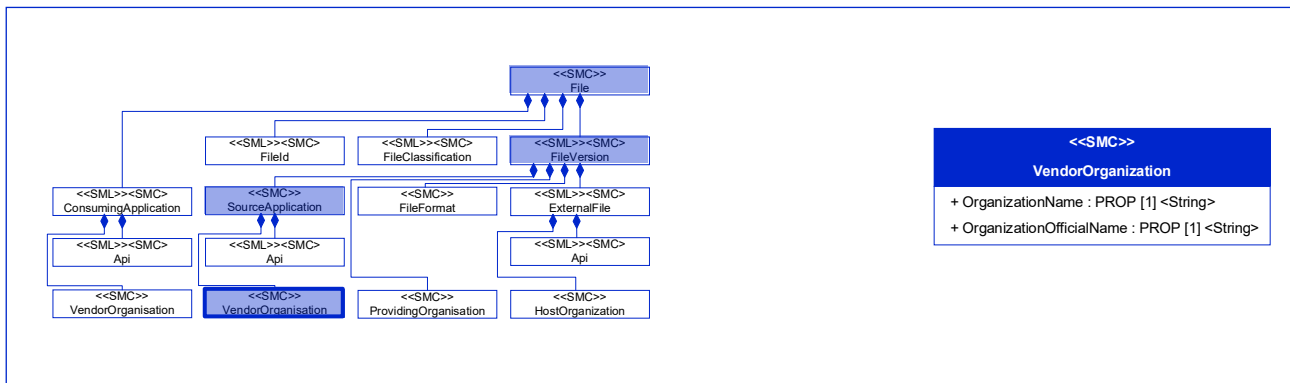 <<SMC>>
File
<<SML>><SMC>
FileId
<<SML>><SMC>
FileClassification
<<SML>><SMC>
FileVersion
<<SML>><SMC>
ConsumingApplication
<<SMC>>
SourceApplication
<<SMC>>
FileFormat
<<SML>><SMC>
ExternalFile
<<SML>><SMC>
Api
<<SML>><SMC>
Api
<<SML>><SMC>
Api
<<SMC>>
VendorOrganisation
<<SMC>>
VendorOrganisation
<<SMC>>
ProvidingOrganisation
<<SMC>>
HostOrganization
<<SMC>>
VendorOrganization
+ OrganizationName : PROP [1] <String>
+ OrganizationOfficialName : PROP [1] <String>